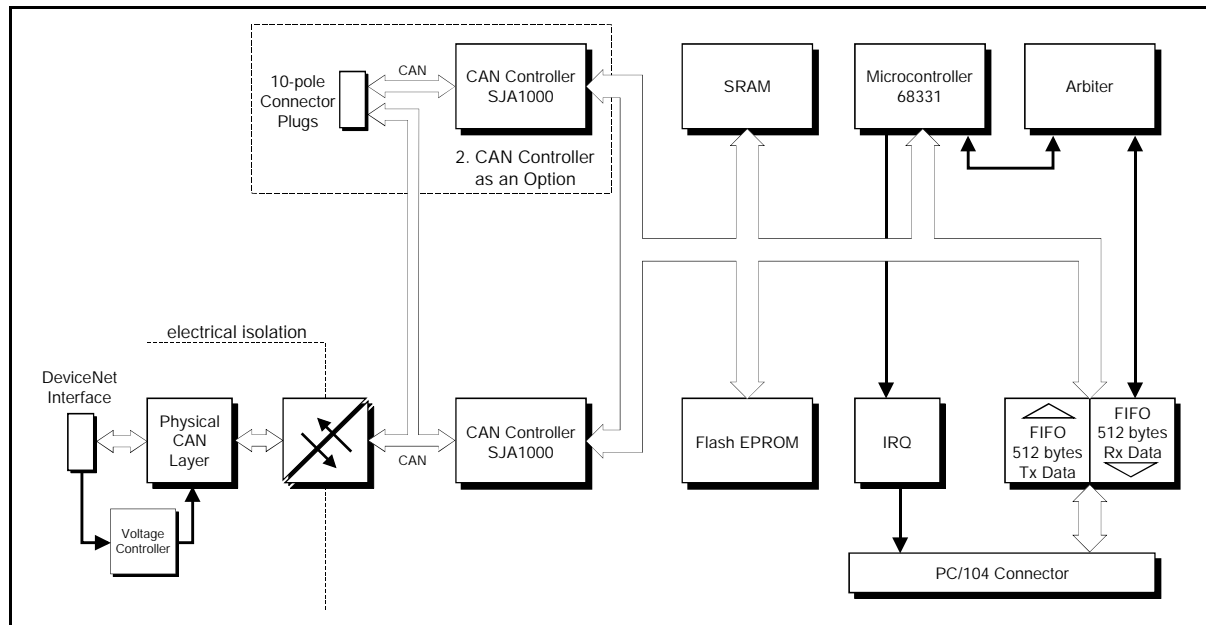 10-pole
Connector
Plugs
CAN
CAN Controller
SJA1000
2. CAN Controller
as an Option
SRAM
Microcontroller
68331
Arbiter
electrical isolation
DeviceNet
Interface
Physical
CAN
Layer
Voltage
Controller
CAN
CAN Controller
SJA1000
Flash EPROM
IRQ
FIFO
512 bytes
Tx Data
FIFO
512 bytes
Rx Data
PC/104 Connector